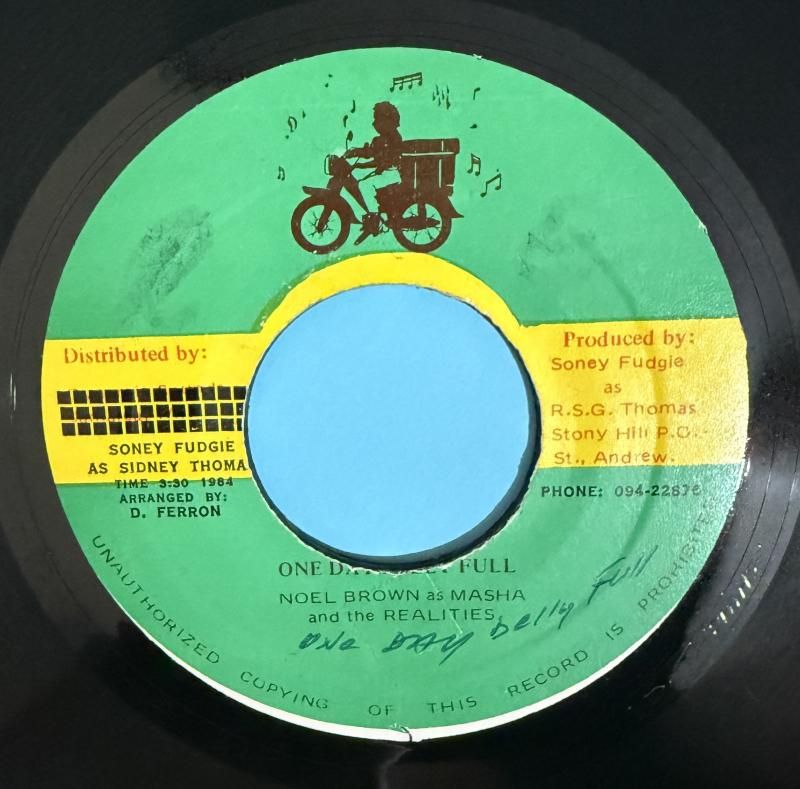 Distributed by:
SONEY FUDGIE
AS SIDNEY THOMA
TIME 3:30 1984
ARRANGED BY:
D. FERRON
Produced by:
Soney Fudgie
as
R.S.G. Thomas
Stony Hill P.O.
St., Andrew.
PHONE: 094-22876
ONE DAY FULL
NOEL BROWN as MASHA
and the REALITIES
ONE DAY Belly Full
UNAUTHORIZED COPYING OF THIS RECORD IS PROHIBITED